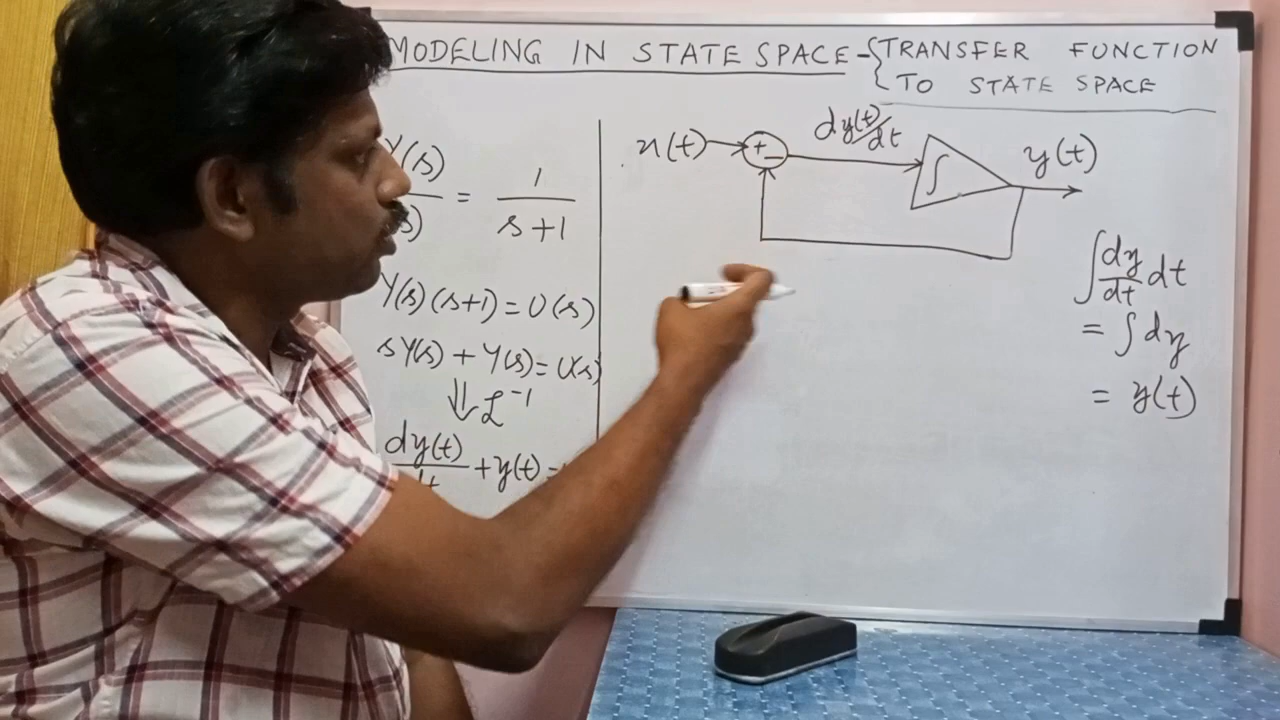 MODELING IN STATE SPACE - { TRANSFER FUNCTION
TO STATE SPACE
Y(s)
= 1
s+1
Y(s)(s+1) = U(s)
sY(s) + Y(s) = U(s)
⇓ ℒ⁻¹
dy(t)
+ y(t) =
u(t)
+
-
dy(t)/dt
∫
y(t)
∫ dy/dt dt
= ∫ dy
= y(t)